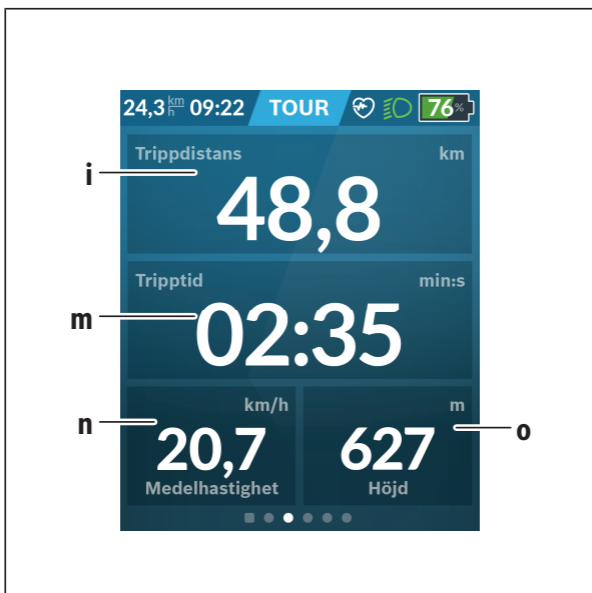 24,3 km/h 09:22 TOUR 76%
Trippdistans km
i
48,8
Tripptid min:s
m
02:35
km/h m
n o
20,7 627
Medelhastighet Höjd